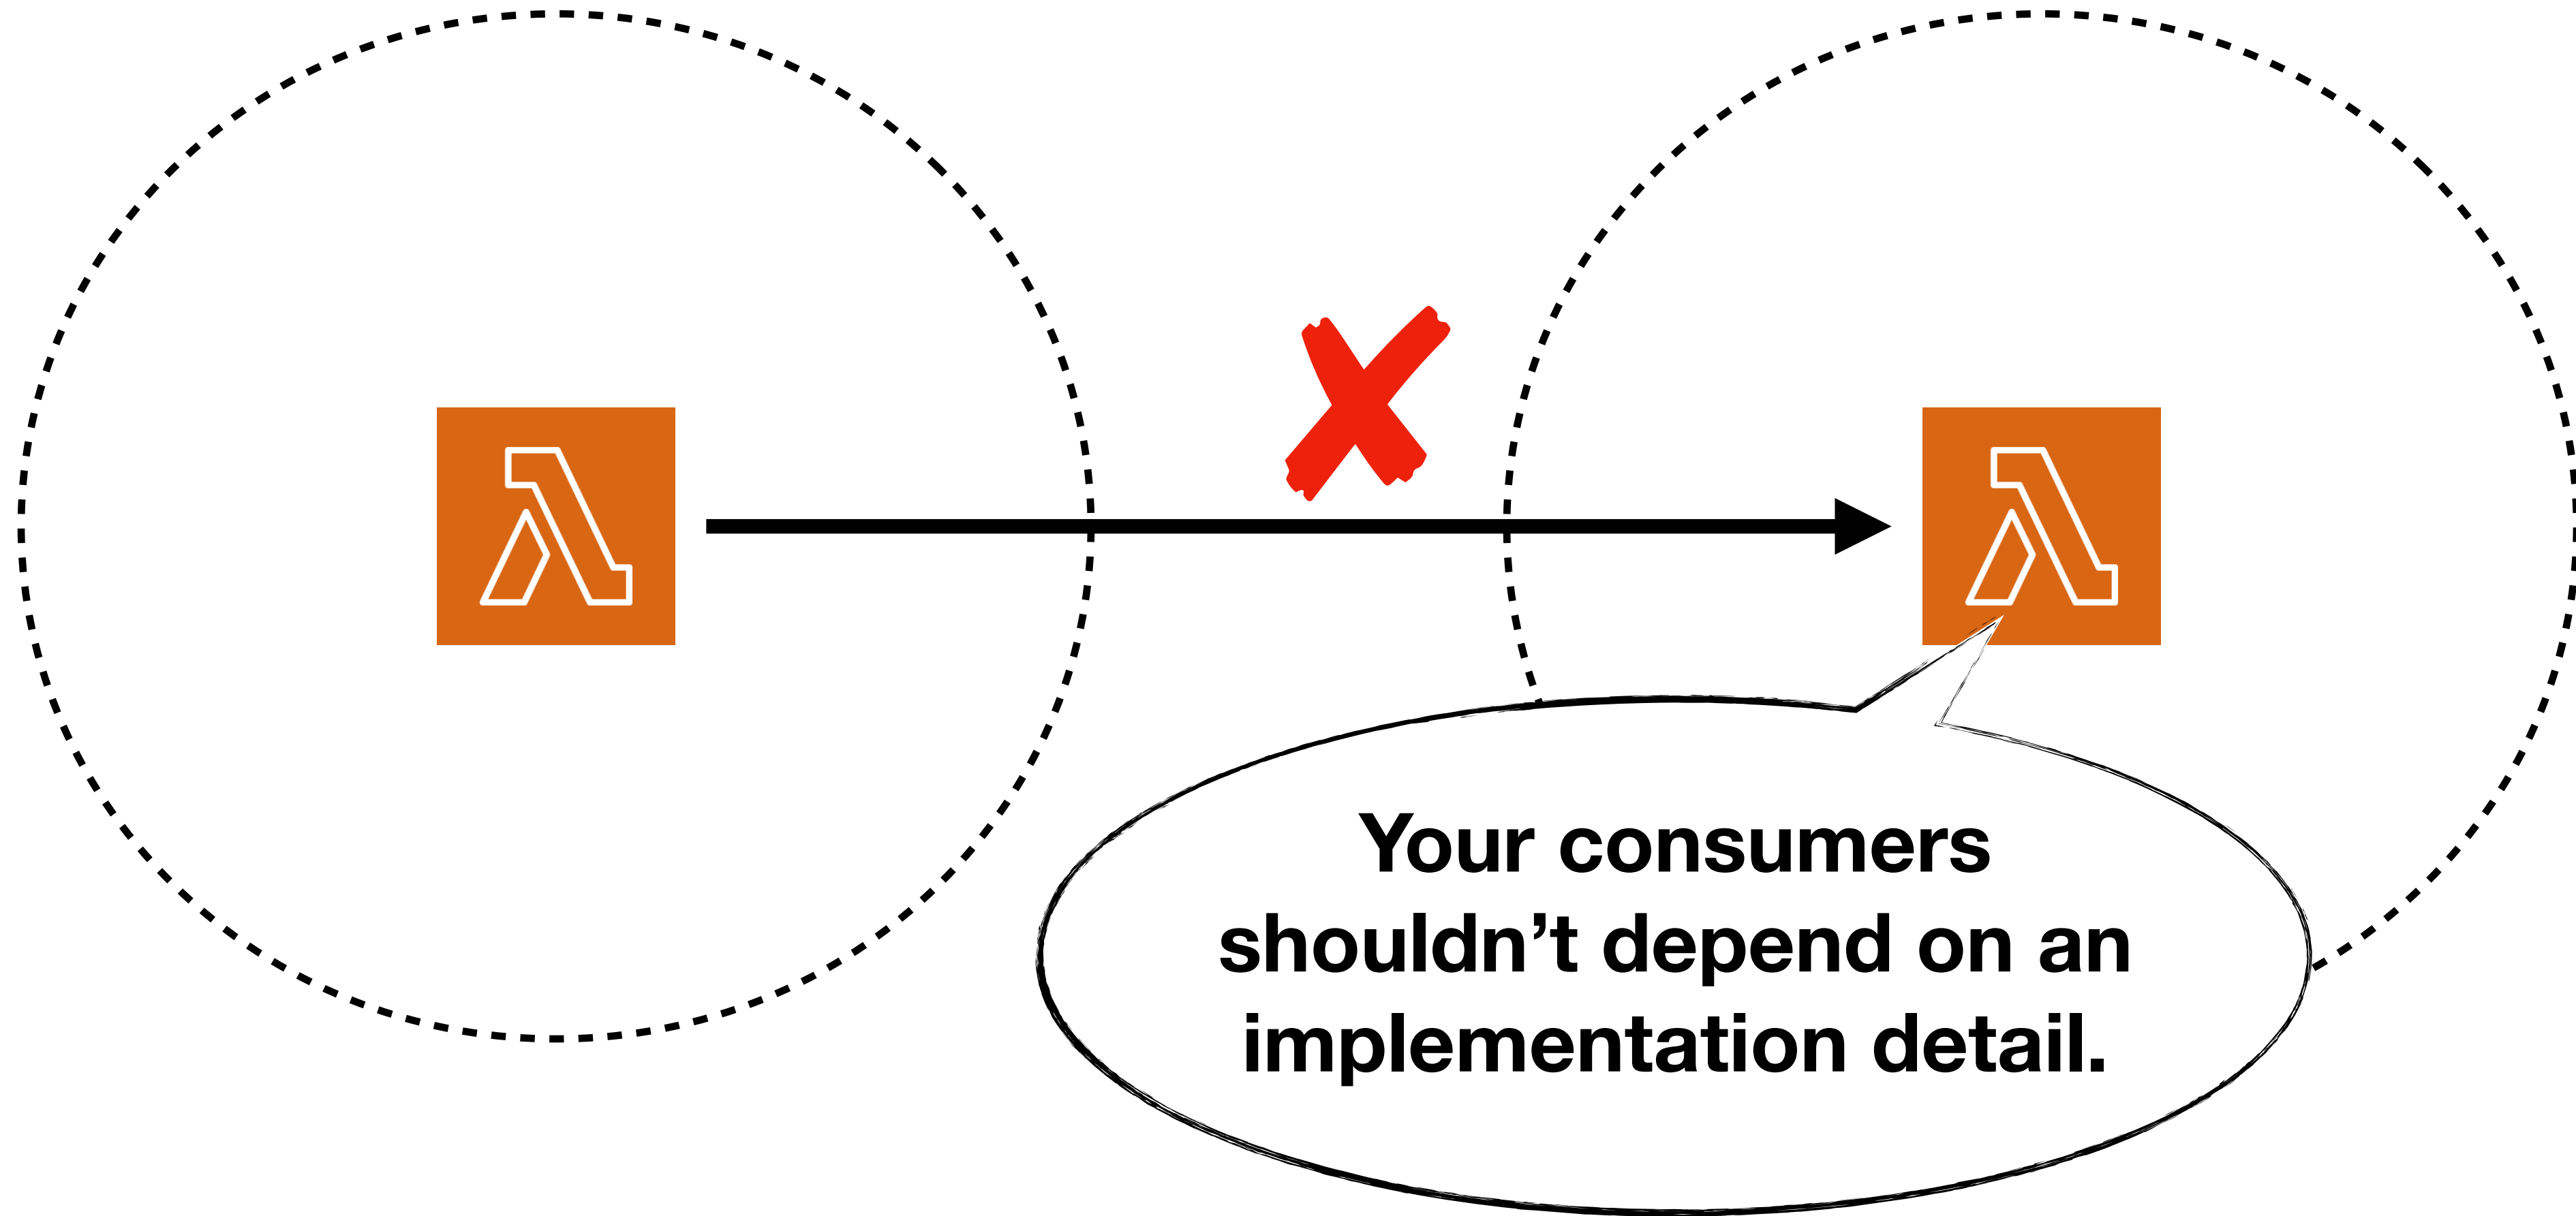 Your consumers
shouldn’t depend on an
implementation detail.